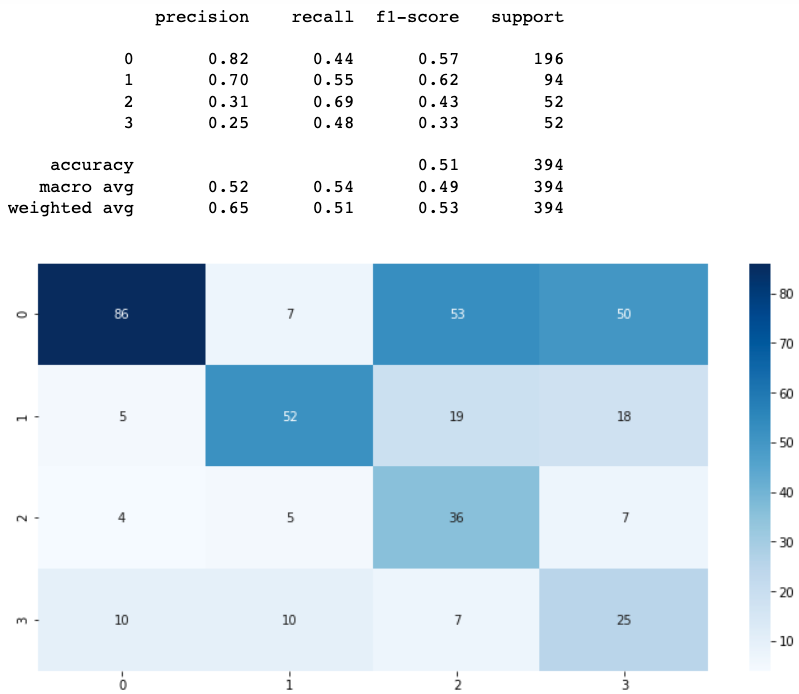 precision recall f1-score support
0 0.82 0.44 0.57 196
1 0.70 0.55 0.62 94
2 0.31 0.69 0.43 52
3 0.25 0.48 0.33 52
accuracy 0.51 394
macro avg 0.52 0.54 0.49 394
weighted avg 0.65 0.51 0.53 394
0 86 7 53 50
1 5 52 19 18
2 4 5 36 7
3 10 10 7 25
0 1 2 3
80
70
60
50
40
30
20
10